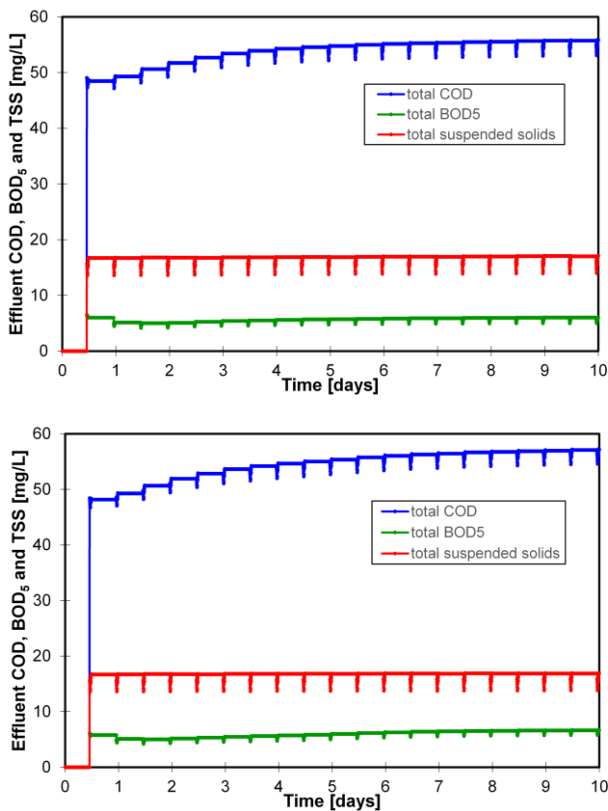 Effluent COD, BOD₅ and TSS [mg/L]
60
50
40
30
20
10
0
total COD
total BOD5
total suspended solids
0 1 2 3 4 5 6 7 8 9 10
Time [days]
Effluent COD, BOD₅ and TSS [mg/L]
60
50
40
30
20
10
0
total COD
total BOD5
total suspended solids
0 1 2 3 4 5 6 7 8 9 10
Time [days]